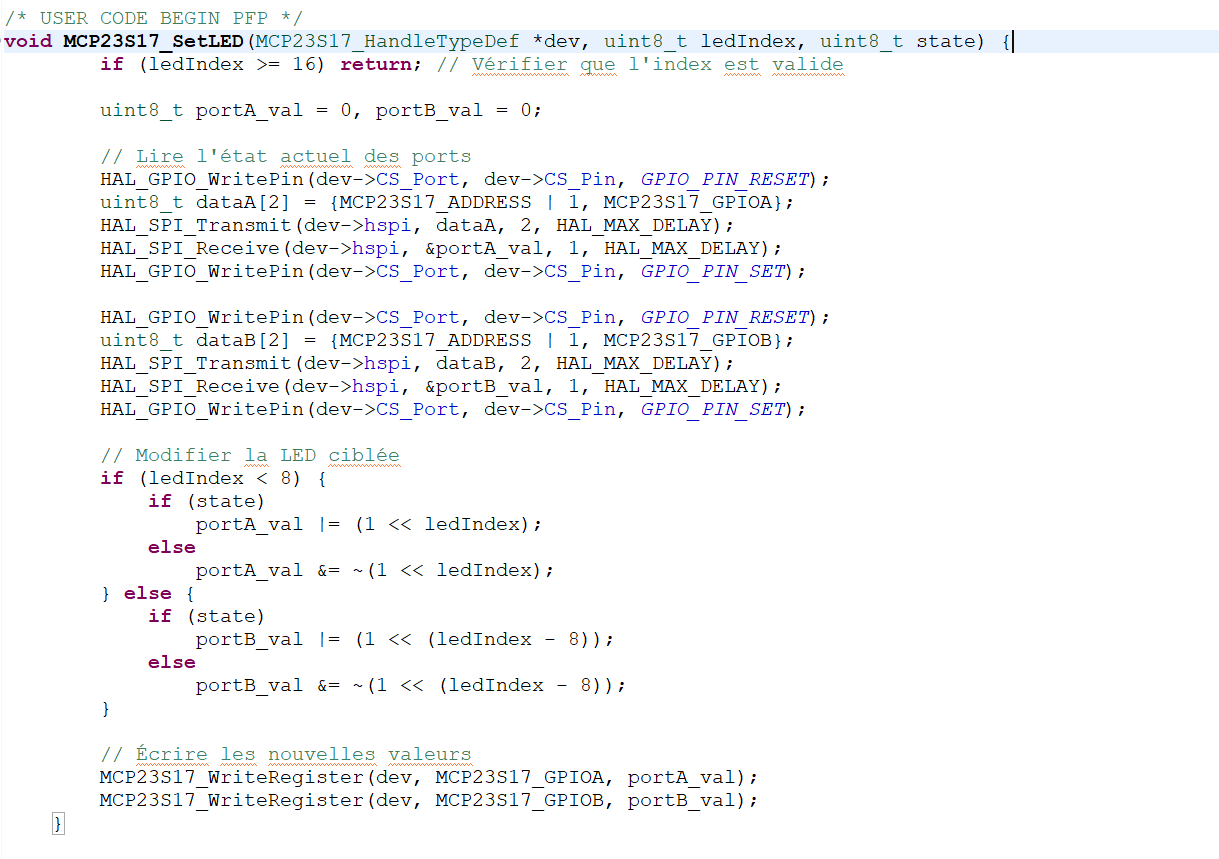 /* USER CODE BEGIN PFP */
void MCP23S17_SetLED(MCP23S17_HandleTypeDef *dev, uint8_t ledIndex, uint8_t state) {
if (ledIndex >= 16) return; // Vérifier que l'index est valide
uint8_t portA_val = 0, portB_val = 0;
// Lire l'état actuel des ports
HAL_GPIO_WritePin(dev->CS_Port, dev->CS_Pin, GPIO_PIN_RESET);
uint8_t dataA[2] = {MCP23S17_ADDRESS | 1, MCP23S17_GPIOA};
HAL_SPI_Transmit(dev->hspi, dataA, 2, HAL_MAX_DELAY);
HAL_SPI_Receive(dev->hspi, &portA_val, 1, HAL_MAX_DELAY);
HAL_GPIO_WritePin(dev->CS_Port, dev->CS_Pin, GPIO_PIN_SET);
HAL_GPIO_WritePin(dev->CS_Port, dev->CS_Pin, GPIO_PIN_RESET);
uint8_t dataB[2] = {MCP23S17_ADDRESS | 1, MCP23S17_GPIOB};
HAL_SPI_Transmit(dev->hspi, dataB, 2, HAL_MAX_DELAY);
HAL_SPI_Receive(dev->hspi, &portB_val, 1, HAL_MAX_DELAY);
HAL_GPIO_WritePin(dev->CS_Port, dev->CS_Pin, GPIO_PIN_SET);
// Modifier la LED ciblée
if (ledIndex < 8) {
if (state)
portA_val |= (1 << ledIndex);
else
portA_val &= ~(1 << ledIndex);
} else {
if (state)
portB_val |= (1 << (ledIndex - 8));
else
portB_val &= ~(1 << (ledIndex - 8));
}
// Écrire les nouvelles valeurs
MCP23S17_WriteRegister(dev, MCP23S17_GPIOA, portA_val);
MCP23S17_WriteRegister(dev, MCP23S17_GPIOB, portB_val);
}